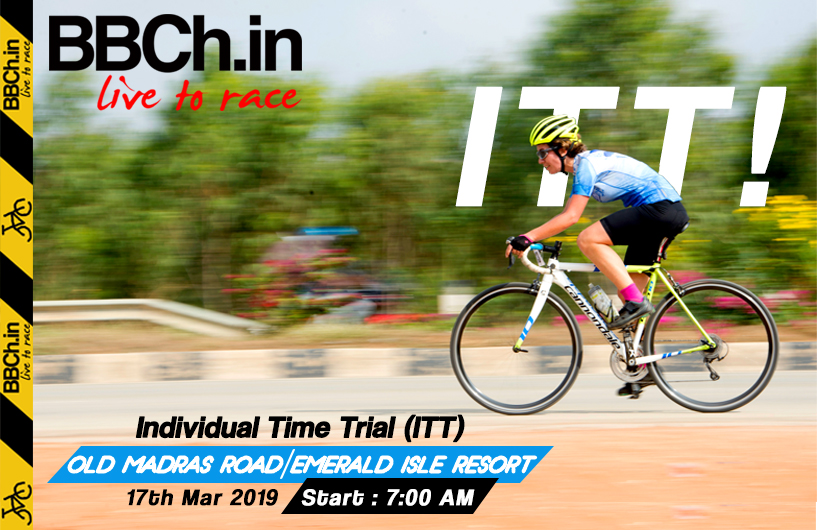 BBCh.in
live to race
BBCh.in
live to race
ITT!
cannondale
BBCh.in
live to race
Individual Time Trial (ITT)
OLD MADRAS ROAD/EMERALD ISLE RESORT
17th Mar 2019 Start : 7:00 AM